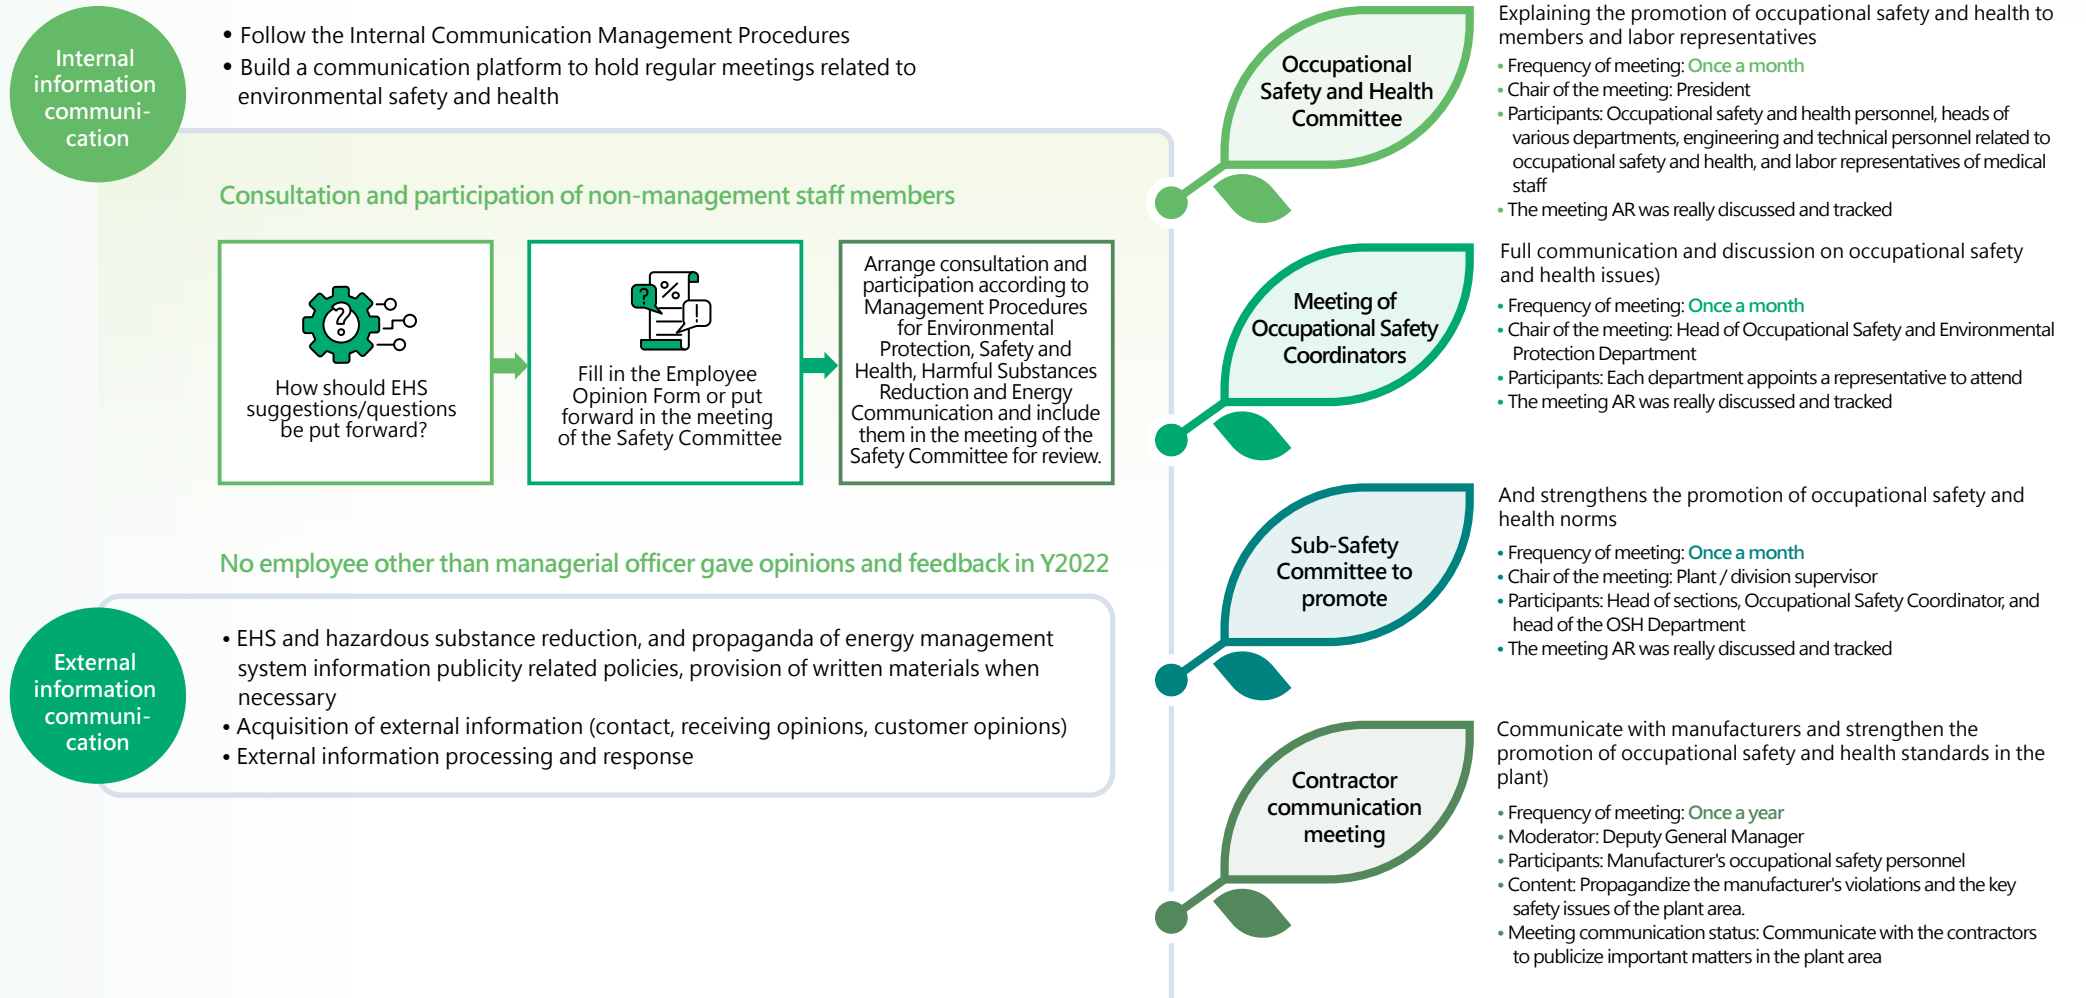 Internal
information
communi-
cation
• Follow the Internal Communication Management Procedures
• Build a communication platform to hold regular meetings related to
environmental safety and health
Consultation and participation of non-management staff members
?
How should EHS
suggestions/questions
be put forward?
? % !
Fill in the Employee
Opinion Form or put
forward in the meeting
of the Safety Committee
Arrange consultation and
participation according to
Management Procedures
for Environmental
Protection, Safety and
Health, Harmful Substances
Reduction and Energy
Communication and include
them in the meeting of the
Safety Committee for review.
No employee other than managerial officer gave opinions and feedback in Y2022
External
information
communi-
cation
• EHS and hazardous substance reduction, and propaganda of energy management
system information publicity related policies, provision of written materials when
necessary
• Acquisition of external information (contact, receiving opinions, customer opinions)
• External information processing and response
Occupational
Safety and Health
Committee
Explaining the promotion of occupational safety and health to
members and labor representatives
• Frequency of meeting: Once a month
• Chair of the meeting: President
• Participants: Occupational safety and health personnel, heads of
various departments, engineering and technical personnel related to
occupational safety and health, and labor representatives of medical
staff
• The meeting AR was really discussed and tracked
Meeting of
Occupational Safety
Coordinators
Full communication and discussion on occupational safety
and health issues)
• Frequency of meeting: Once a month
• Chair of the meeting: Head of Occupational Safety and Environmental
Protection Department
• Participants: Each department appoints a representative to attend
• The meeting AR was really discussed and tracked
Sub-Safety
Committee to
promote
And strengthens the promotion of occupational safety and
health norms
• Frequency of meeting: Once a month
• Chair of the meeting: Plant / division supervisor
• Participants: Head of sections, Occupational Safety Coordinator, and
head of the OSH Department
• The meeting AR was really discussed and tracked
Contractor
communication
meeting
Communicate with manufacturers and strengthen the
promotion of occupational safety and health standards in the
plant)
• Frequency of meeting: Once a year
• Moderator: Deputy General Manager
• Participants: Manufacturer's occupational safety personnel
• Content: Propagandize the manufacturer's violations and the key
safety issues of the plant area.
• Meeting communication status: Communicate with the contractors
to publicize important matters in the plant area